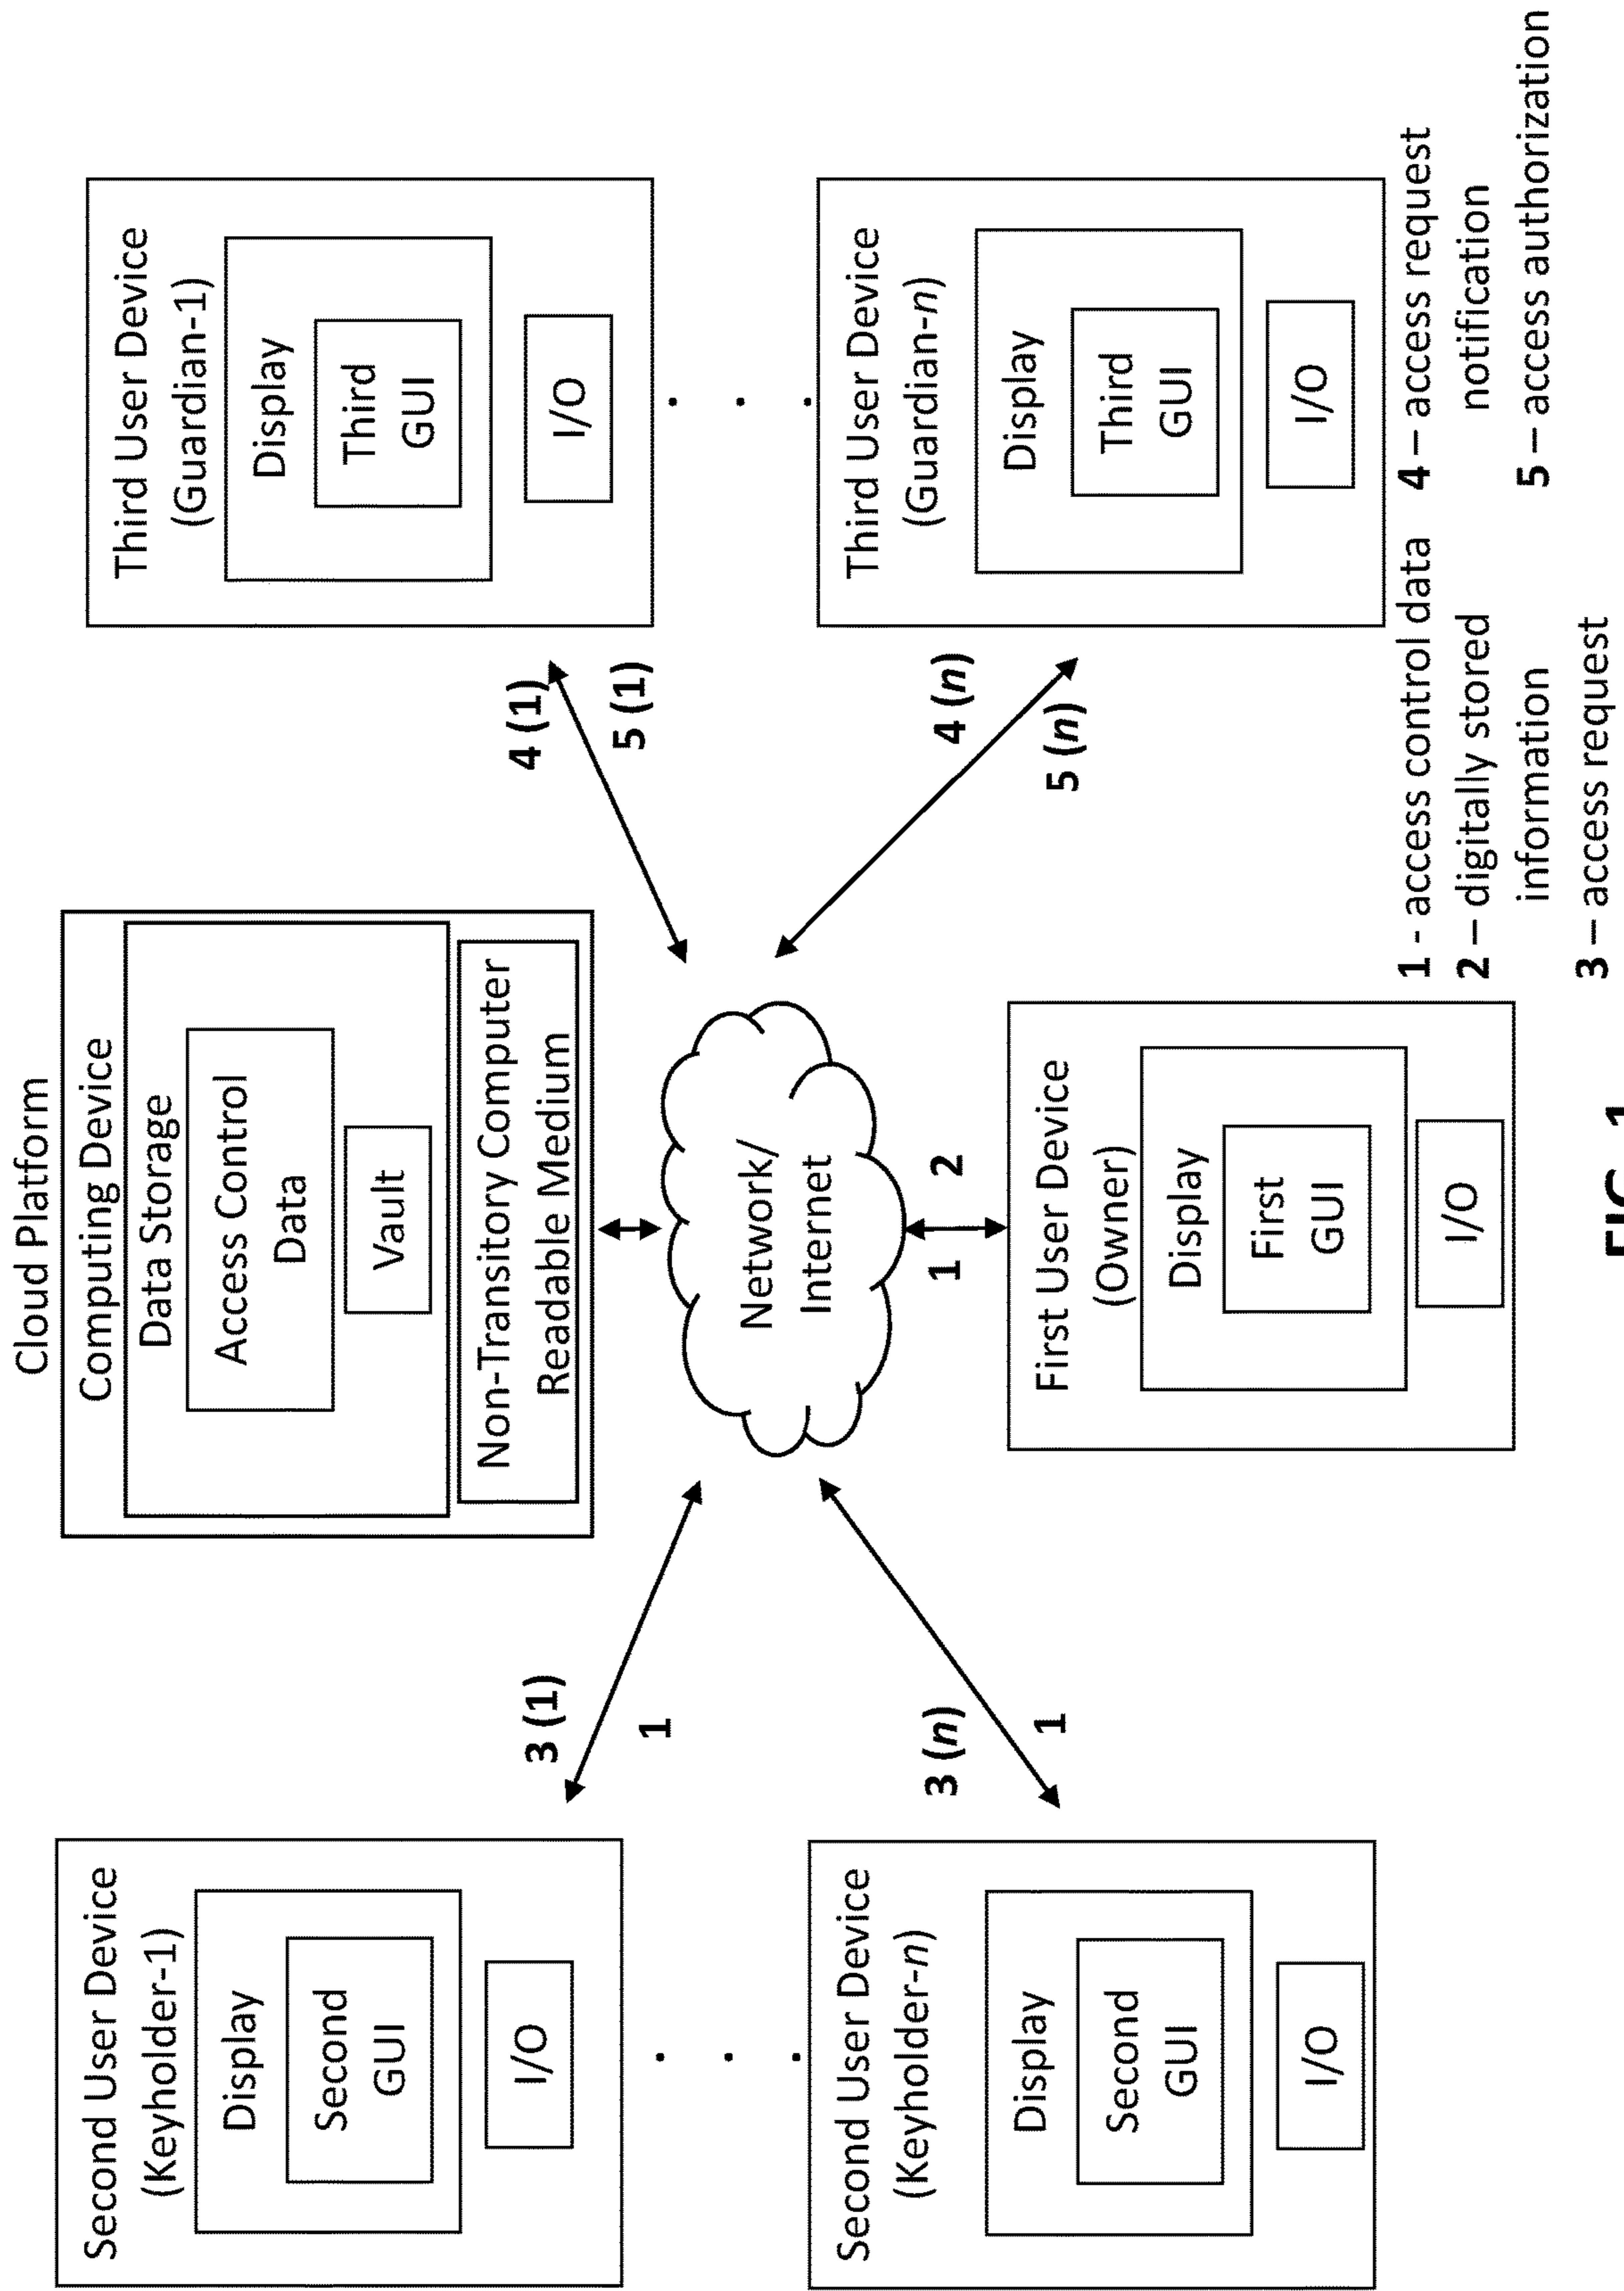 Cloud Platform
Computing Device
Data Storage
Access Control
Data
Vault
Non-Transitory Computer
Readable Medium
Second User Device
(Keyholder-1)
Display
Second
GUI
I/O
Second User Device
(Keyholder-n)
Display
Second
GUI
I/O
3 (1)
1
3 (n)
1
Network/
Internet
1
2
First User Device
(Owner)
Display
First
GUI
I/O
4 (1)
5 (1)
4 (n)
5 (n)
Third User Device
(Guardian-1)
Display
Third
GUI
I/O
Third User Device
(Guardian-n)
Display
Third
GUI
I/O
1 - access control data
2 – digitally stored
information
3 – access request
4 – access request
notification
5 – access authorization
FIG. 1